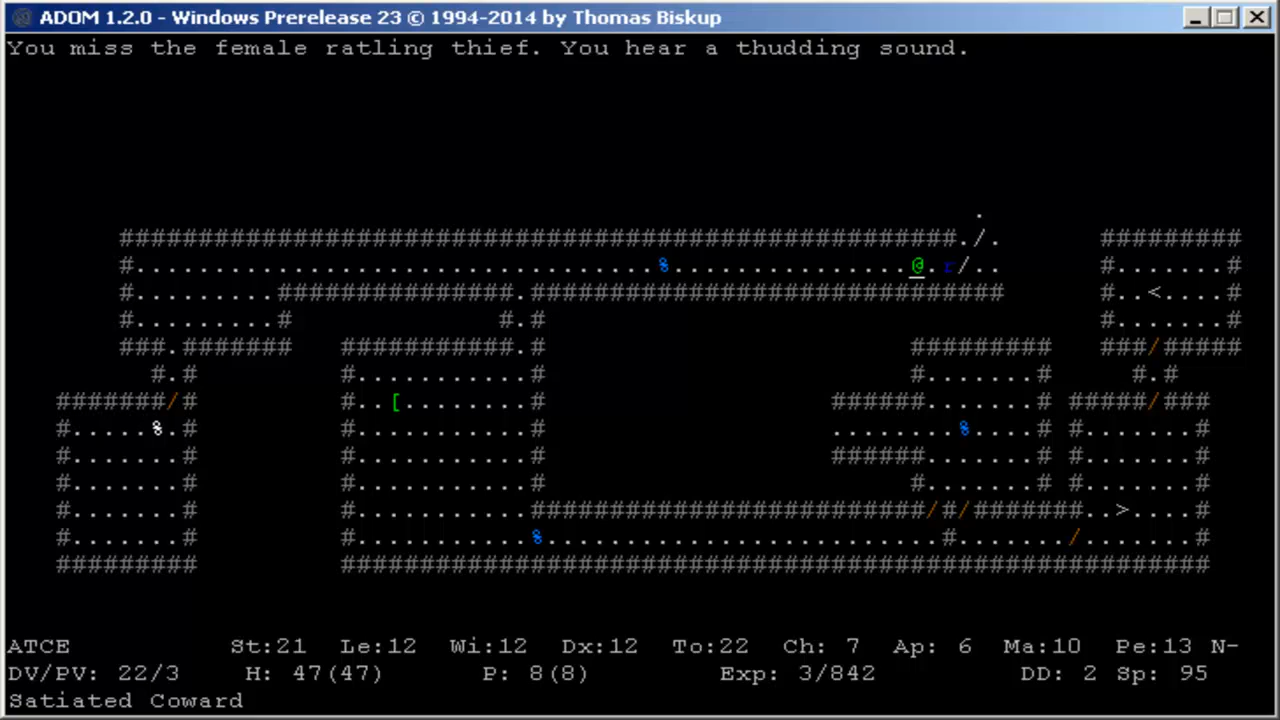 ADOM 1.2.0 - Windows Prerelease 23 © 1994-2014 by Thomas Biskup
You miss the female ratling thief. You hear a thudding sound.
ATCE St:21 Le:12 Wi:12 Dx:12 To:22 Ch: 7 Ap: 6 Ma:10 Pe:13 N-
DV/PV: 22/3 H: 47(47) P: 8(8) Exp: 3/842 DD: 2 Sp: 95
Satiated Coward